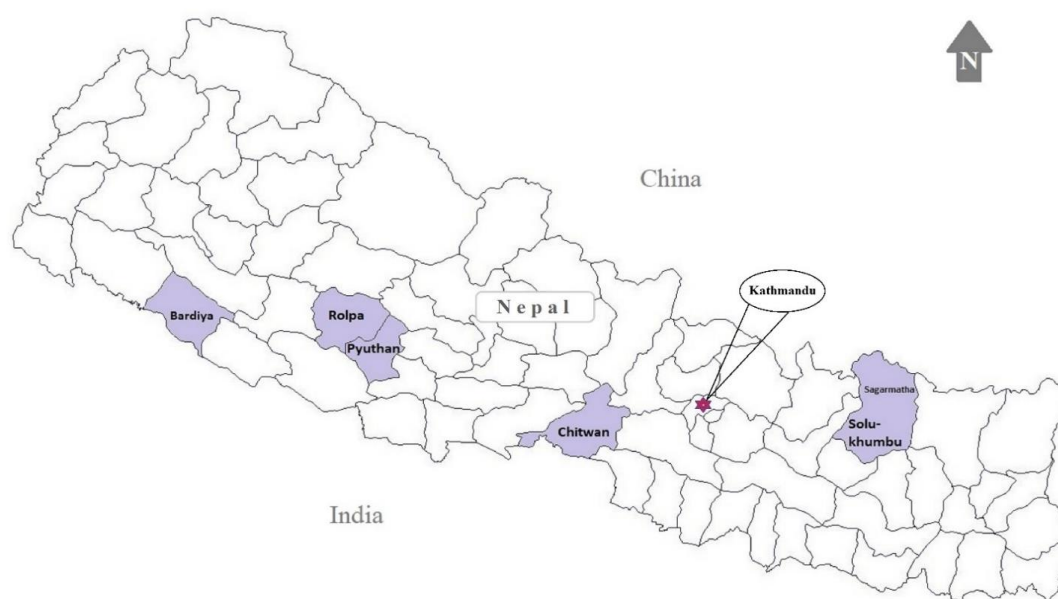 N
China
Kathmandu
Nepal
Bardiya
Rolpa
Pyuthan
Sagarmatha
Solu-
khumbu
Chitwan
India